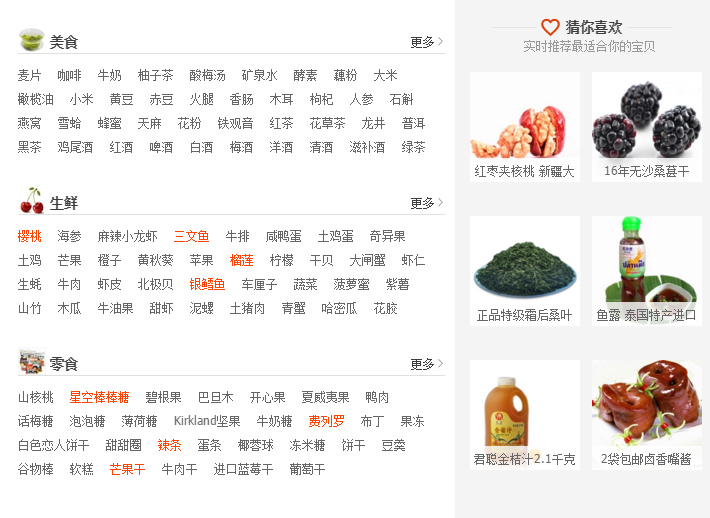 美食 更多
麦片 咖啡 牛奶 柚子茶 酸梅汤 矿泉水 酵素 藕粉 大米
橄榄油 小米 黄豆 赤豆 火腿 香肠 木耳 枸杞 人参 石斛
燕窝 雪蛤 蜂蜜 天麻 花粉 铁观音 红茶 花草茶 龙井 普洱
黑茶 鸡尾酒 红酒 啤酒 白酒 梅酒 洋酒 清酒 滋补酒 绿茶
生鲜 更多
樱桃 海参 麻辣小龙虾 三文鱼 牛排 咸鸭蛋 土鸡蛋 奇异果
土鸡 芒果 橙子 黄秋葵 苹果 榴莲 柠檬 干贝 大闸蟹 虾仁
生蚝 牛肉 虾皮 北极贝 银鳕鱼 车厘子 蔬菜 菠萝蜜 紫薯
山竹 木瓜 牛油果 甜虾 泥螺 土猪肉 青蟹 哈密瓜 花胶
零食 更多
山核桃 星空棒棒糖 碧根果 巴旦木 开心果 夏威夷果 鸭肉
话梅糖 泡泡糖 薄荷糖 Kirkland坚果 牛奶糖 费列罗 布丁 果冻
白色恋人饼干 甜甜圈 辣条 蛋条 椰蓉球 冻米糖 饼干 豆羹
谷物棒 软糕 芒果干 牛肉干 进口蓝莓干 葡萄干
猜你喜欢
实时推荐最适合你的宝贝
红枣夹核桃 新疆大
16年无沙桑葚干
正品特级霜后桑叶
鱼露 泰国特产进口
君聪金桔汁2.1千克
2袋包邮卤香嘴酱